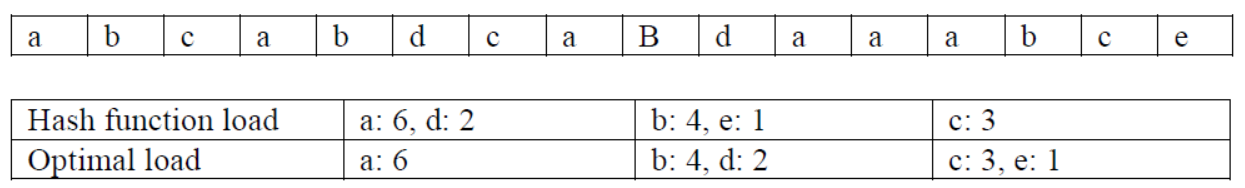 a b c a b d c a B d a a a b c e
Hash function load a: 6, d: 2 b: 4, e: 1 c: 3
Optimal load a: 6 b: 4, d: 2 c: 3, e: 1